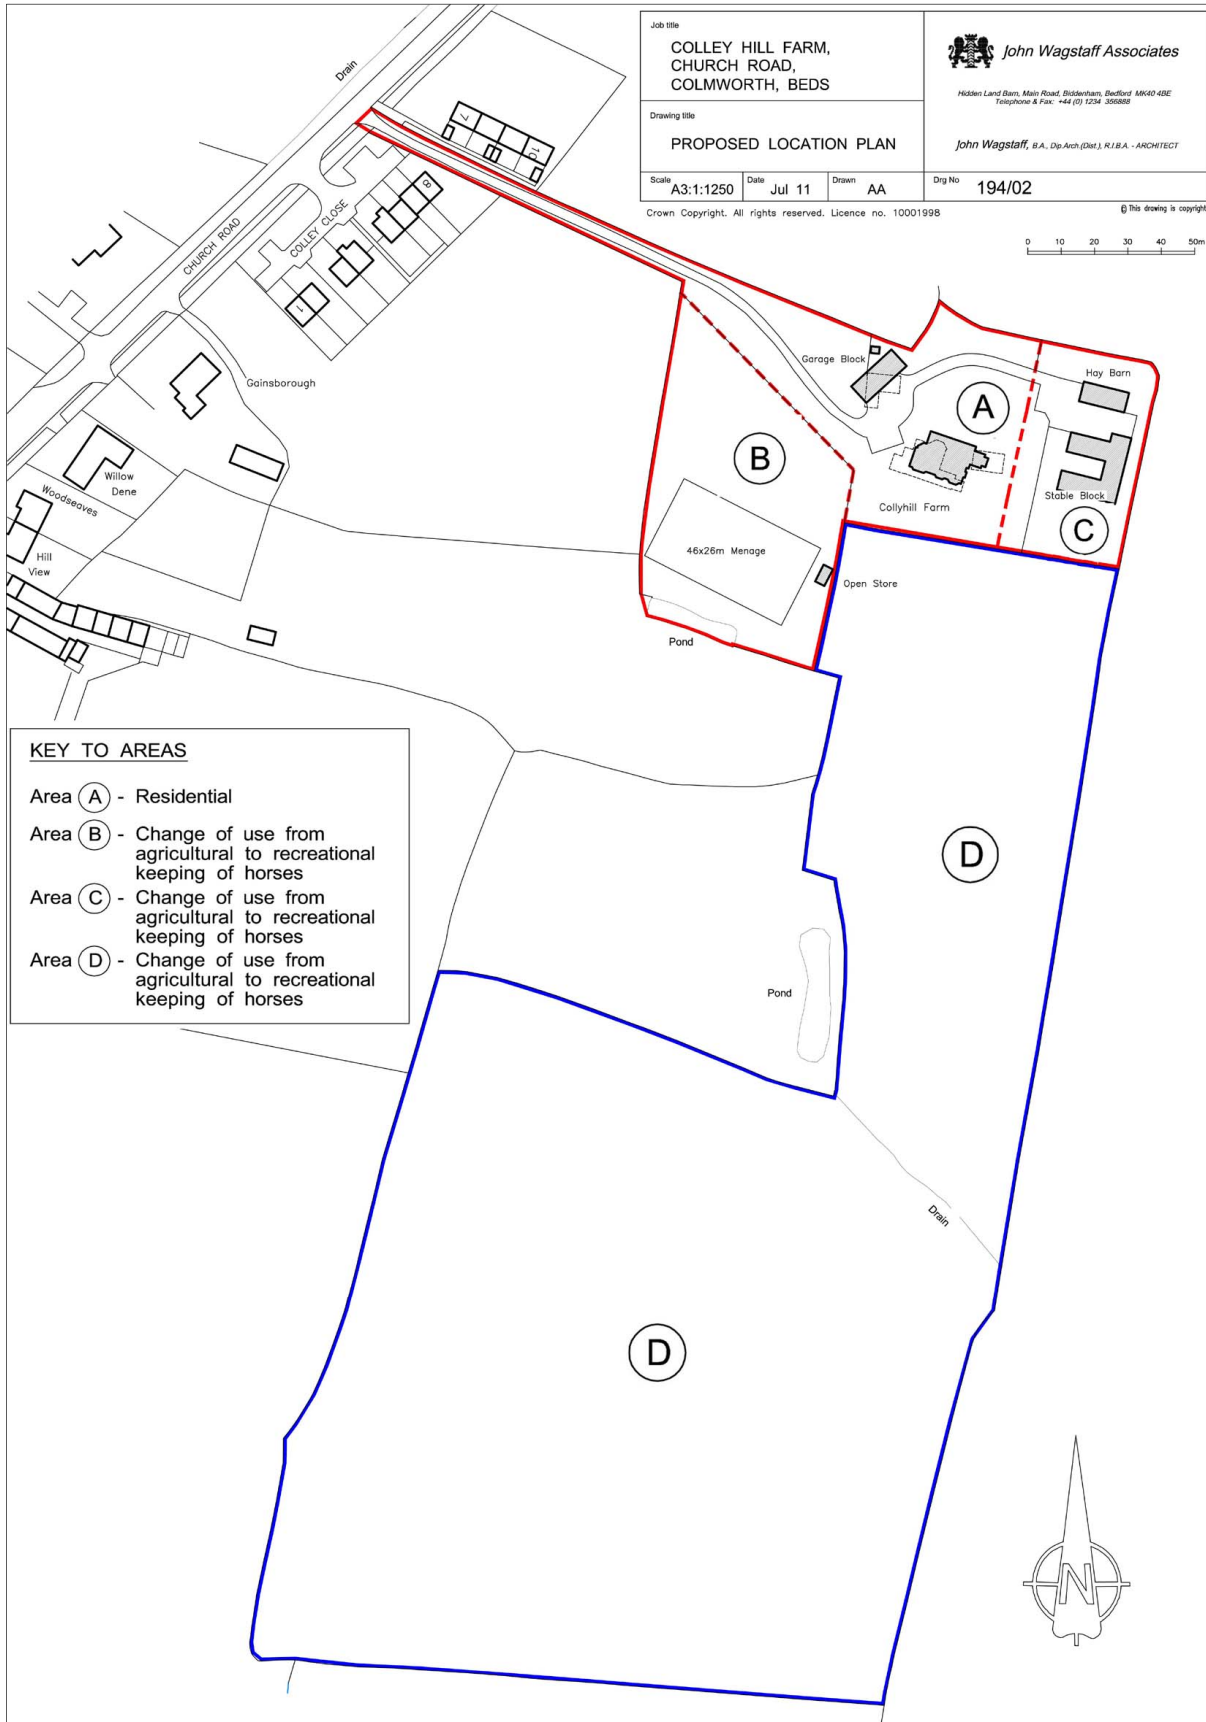 Job title
COLLEY HILL FARM,
CHURCH ROAD,
COLMWORTH, BEDS
John Wagstaff Associates
Hidden Land Barn, Main Road, Biddenham, Bedford MK40 4BE
Telephone & Fax: +44 (0) 1234 356888
Drawing title
PROPOSED LOCATION PLAN
John Wagstaff, B.A., Dip.Arch.(Dist.), R.I.B.A. - ARCHITECT
Scale A3:1:1250
Date Jul 11
Drawn AA
Drg No 194/02
Crown Copyright. All rights reserved. Licence no. 10001998
© This drawing is copyright
0 10 20 30 40 50m
Drain
7
10
8
COLLEY CLOSE
CHURCH ROAD
1
Gainsborough
Garage Block
Hay Barn
A
B
Willow
Dene
Woodseaves
Stable Block
Collyhill Farm
C
46x26m Menage
Hill
View
Open Store
Pond
KEY TO AREAS
Area A - Residential
Area B - Change of use from
agricultural to recreational
keeping of horses
Area C - Change of use from
agricultural to recreational
keeping of horses
Area D - Change of use from
agricultural to recreational
keeping of horses
D
Pond
Drain
D
N